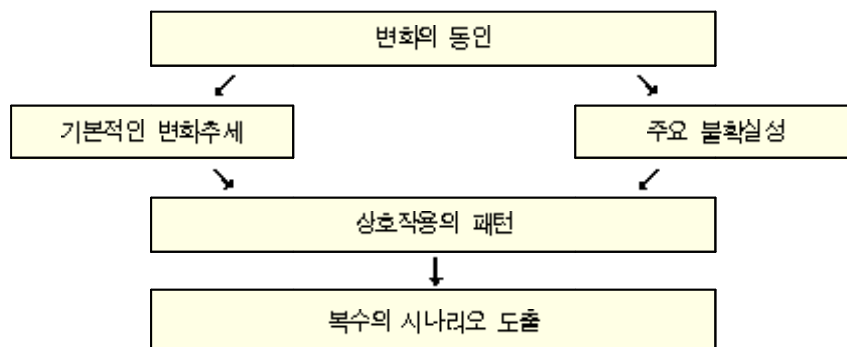 변화의 동인
기본적인 변화추세
주요 불확실성
상호작용의 패턴
복수의 시나리오 도출